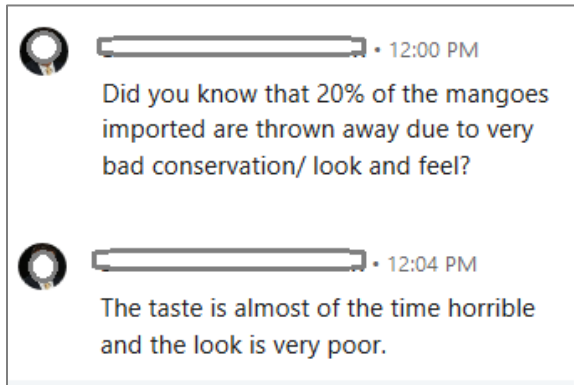 • 12:00 PM
Did you know that 20% of the mangoes
imported are thrown away due to very
bad conservation/ look and feel?
• 12:04 PM
The taste is almost of the time horrible
and the look is very poor.